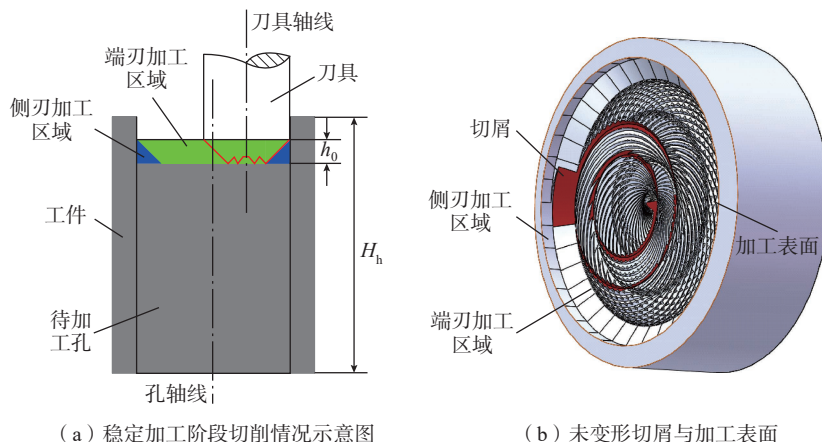 刀具轴线
端刃加工
区域
刀具
侧刃加工
区域
h0
工件
Hh
待加
工孔
孔轴线
（a）稳定加工阶段切削情况示意图
切屑
侧刃加工
区域
加工表面
端刃加工
区域
（b）未变形切屑与加工表面